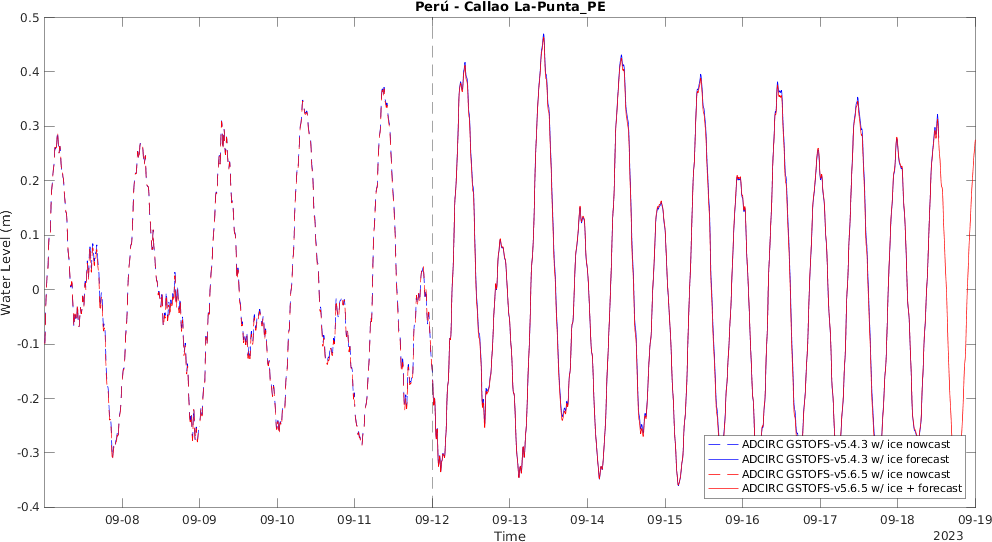 Perú - Callao La-Punta_PE
0.5
0.4
0.3
0.2
0.1
0
-0.1
-0.2
-0.3
-0.4
Water Level (m)
ADCIRC GSTOFS-v5.4.3 w/ ice nowcast
ADCIRC GSTOFS-v5.4.3 w/ ice forecast
ADCIRC GSTOFS-v5.6.5 w/ ice nowcast
ADCIRC GSTOFS-v5.6.5 w/ ice + forecast
09-08 09-09 09-10 09-11 09-12 09-13 09-14 09-15 09-16 09-17 09-18 09-19
Time
2023